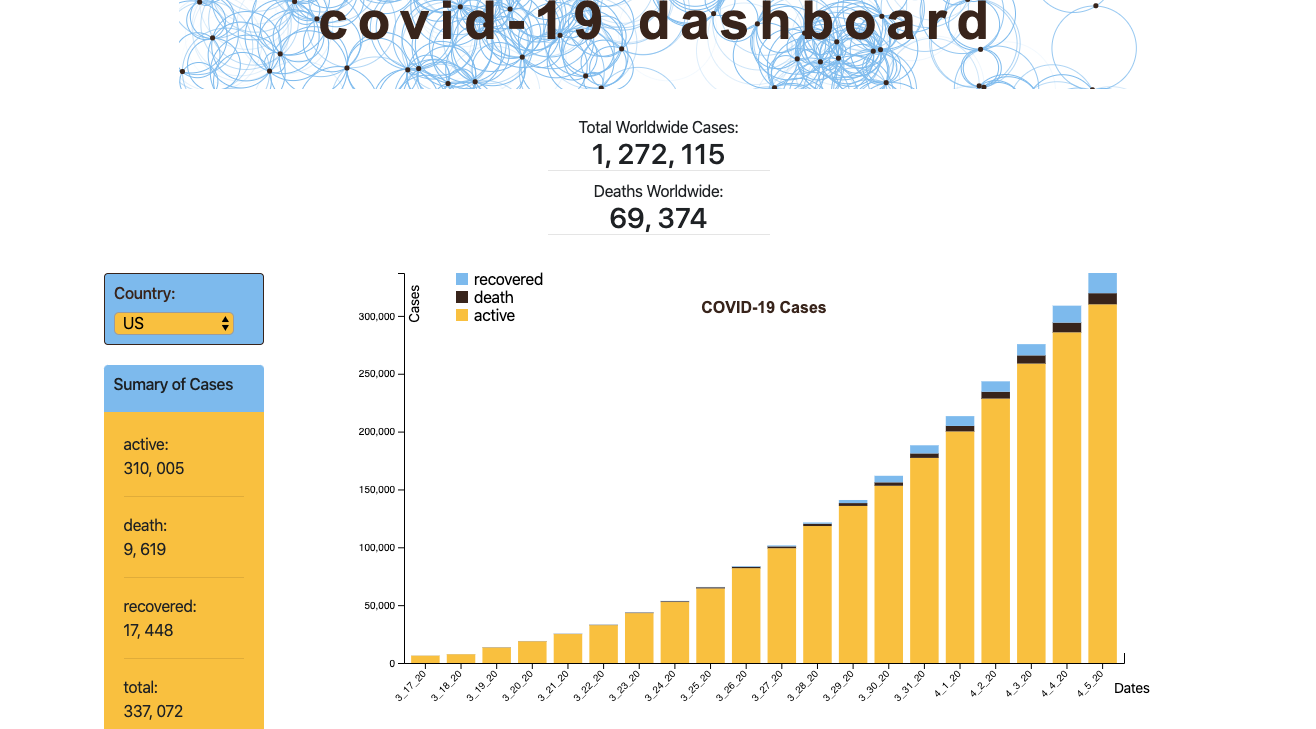 covid-19 dashboard
Total Worldwide Cases:
1, 272, 115
Deaths Worldwide:
69, 374
Country:
US
Sumary of Cases
active:
310, 005
death:
9, 619
recovered:
17, 448
total:
337, 072
recovered
death
active
COVID-19 Cases
Cases
300,000
250,000
200,000
150,000
100,000
50,000
0
3_17_20
3_18_20
3_19_20
3_20_20
3_21_20
3_22_20
3_23_20
3_24_20
3_25_20
3_26_20
3_27_20
3_28_20
3_29_20
3_30_20
3_31_20
4_1_20
4_2_20
4_3_20
4_4_20
4_5_20
Dates